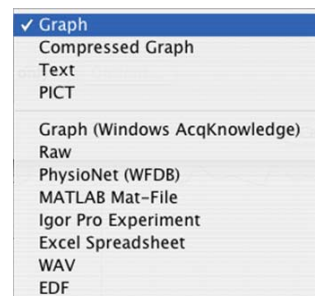 ✓ Graph
Compressed Graph
Text
PICT
Graph (Windows AcqKnowledge)
Raw
PhysioNet (WFDB)
MATLAB Mat-File
Igor Pro Experiment
Excel Spreadsheet
WAV
EDF